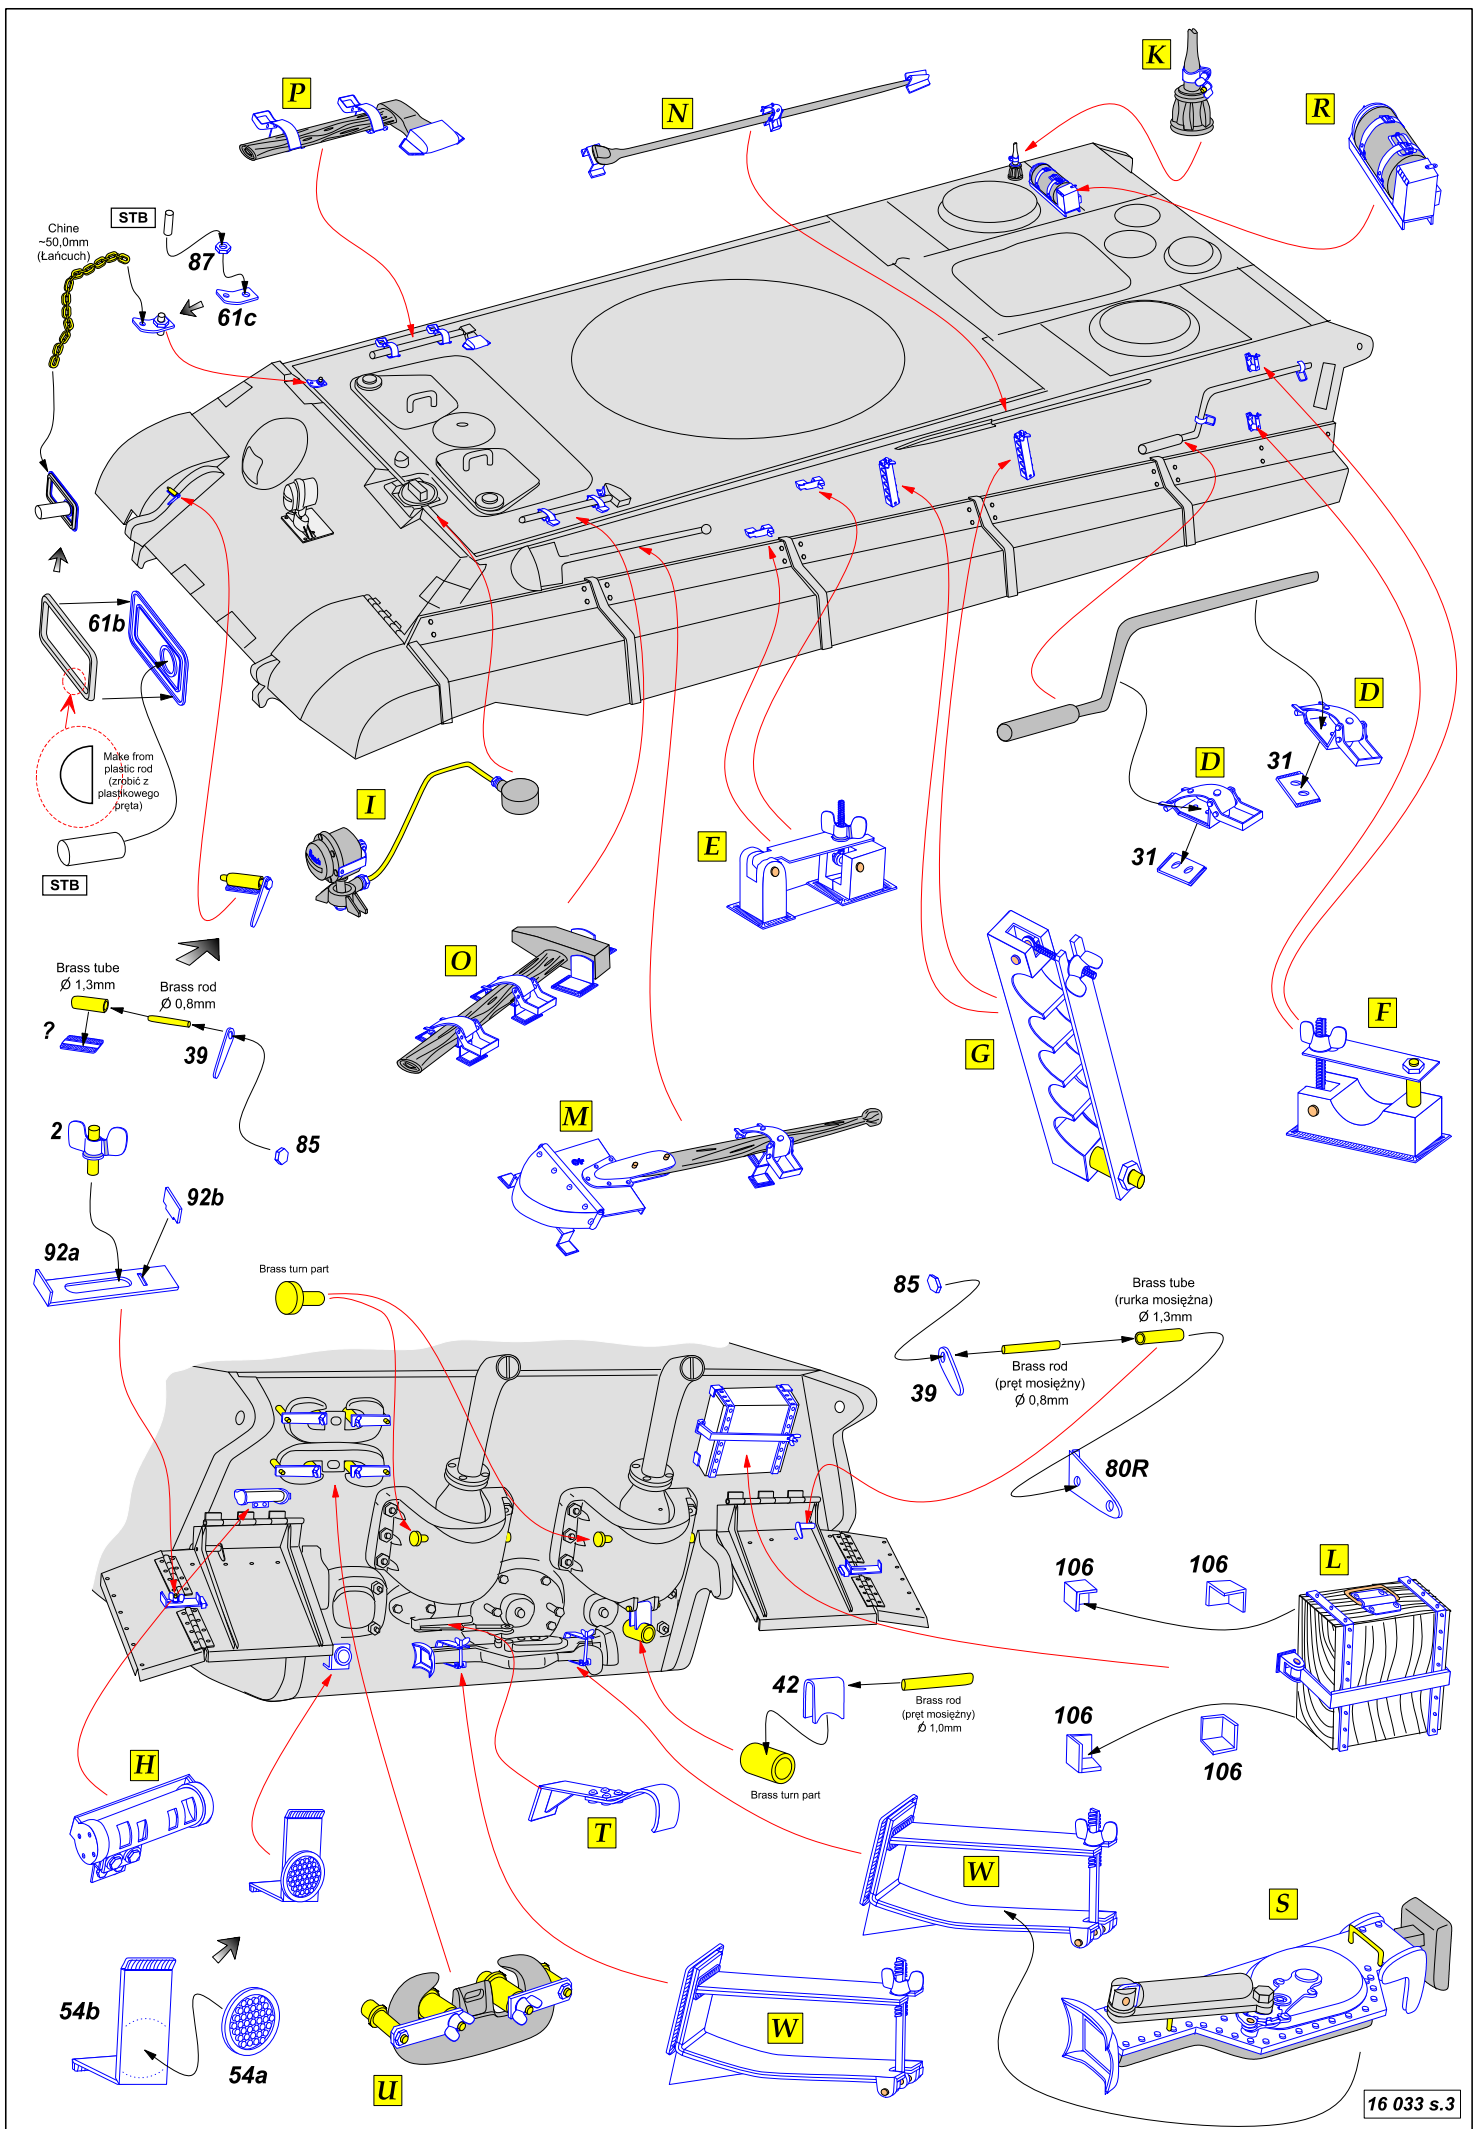 P
N
K
R
STB
Chine
~50,0mm
(Łańcuch)
87
61c
61b
Make from
plastic rod
(zrobić z
plastikowego
pręta)
STB
I
E
D
D
31
31
O
Brass tube
Ø 1,3mm
Brass rod
Ø 0,8mm
?
39
85
G
F
M
2
92b
92a
Brass turn part
85
Brass tube
(rurka mosiężna)
Ø 1,3mm
39
Brass rod
(pręt mosiężny)
Ø 0,8mm
80R
106
106
L
42
Brass rod
(pręt mosiężny)
Ø 1,0mm
106
106
Brass turn part
H
T
W
S
54b
54a
U
W
16 033 s.3